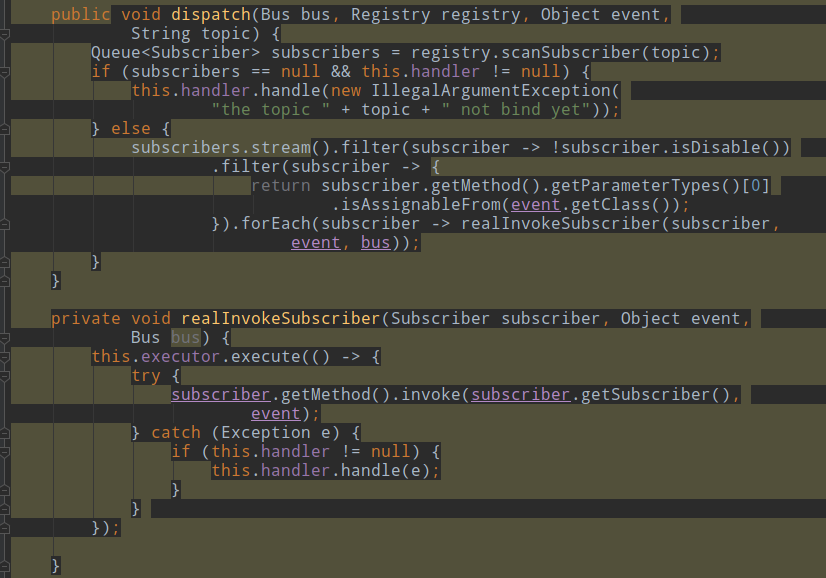 public void dispatch(Bus bus, Registry registry, Object event,
String topic) {
Queue<Subscriber> subscribers = registry.scanSubscriber(topic);
if (subscribers == null && this.handler != null) {
this.handler.handle(new IllegalArgumentException(
"the topic " + topic + " not bind yet"));
} else {
subscribers.stream().filter(subscriber -> !subscriber.isDisable())
.filter(subscriber -> {
return subscriber.getMethod().getParameterTypes()[0]
.isAssignableFrom(event.getClass());
}).forEach(subscriber -> realInvokeSubscriber(subscriber,
event, bus));
}
}
private void realInvokeSubscriber(Subscriber subscriber, Object event,
Bus bus) {
this.executor.execute(() -> {
try {
subscriber.getMethod().invoke(subscriber.getSubscriber(),
event);
} catch (Exception e) {
if (this.handler != null) {
this.handler.handle(e);
}
}
});
}